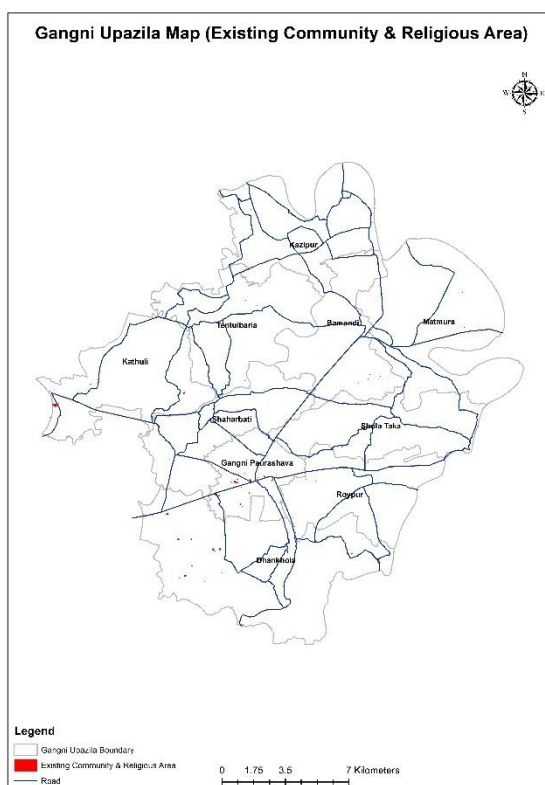 Gangni Upazila Map (Existing Community & Religious Area)
N
W E
S
Kazipur
Tentulbaria
Bamandi
Matmura
Kathuli
Shaharbati
Shola Taka
Gangni Paurashava
Roypur
Dhankhola
Legend
Gangni Upazila Boundary
Existing Community & Religious Area
Road
0 1.75 3.5 7 Kilometers